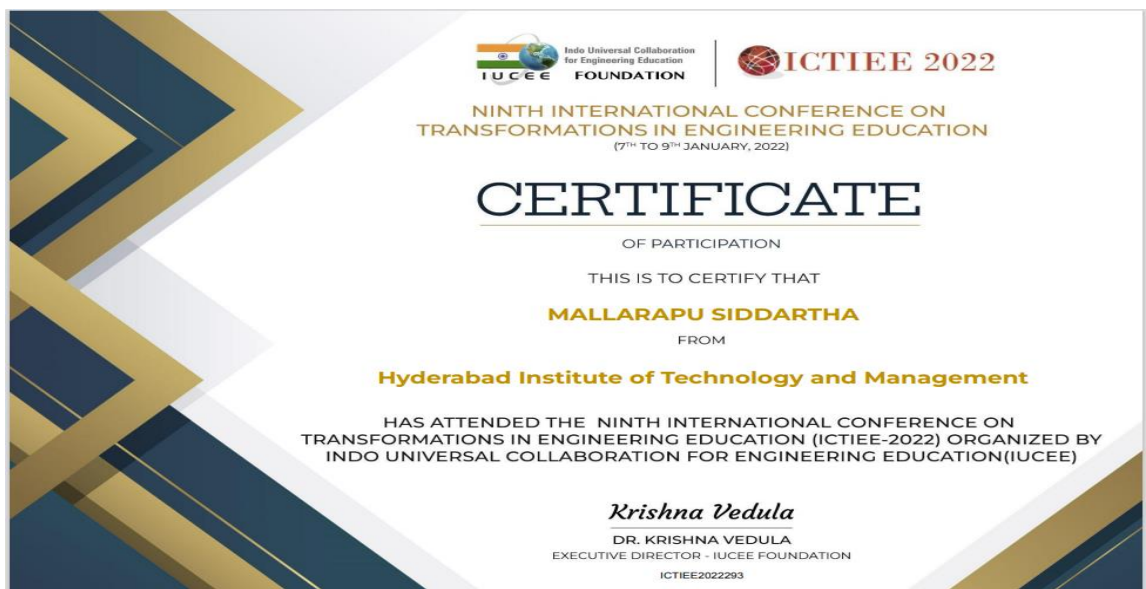 Indo Universal Collaboration
for Engineering Education
IUCEE FOUNDATION
ICTIEE 2022
NINTH INTERNATIONAL CONFERENCE ON
TRANSFORMATIONS IN ENGINEERING EDUCATION
(7TH TO 9TH JANUARY, 2022)
CERTIFICATE
OF PARTICIPATION
THIS IS TO CERTIFY THAT
MALLARAPU SIDDARTHA
FROM
Hyderabad Institute of Technology and Management
HAS ATTENDED THE NINTH INTERNATIONAL CONFERENCE ON
TRANSFORMATIONS IN ENGINEERING EDUCATION (ICTIEE-2022) ORGANIZED BY
INDO UNIVERSAL COLLABORATION FOR ENGINEERING EDUCATION(IUCEE)
Krishna Vedula
DR. KRISHNA VEDULA
EXECUTIVE DIRECTOR - IUCEE FOUNDATION
ICTIEE2022293